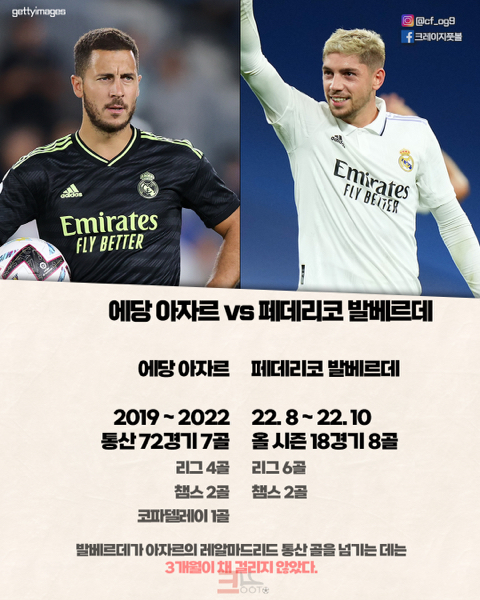 gettyimages
@cf_og9
크레이지풋볼
adidas
Emirates
FLY BETTER
adidas
Emirates
FLY BETTER
에당 아자르 vs 페데리코 발베르데
에당 아자르 페데리코 발베르데
2019 ~ 2022 22. 8 ~ 22. 10
통산 72경기 7골 올 시즌 18경기 8골
리그 4골 리그 6골
챔스 2골 챔스 2골
코파델레이 1골
발베르데가 아자르의 레알마드리드 통산 골을 넘기는 데는
3개월이 채 걸리지 않았다.